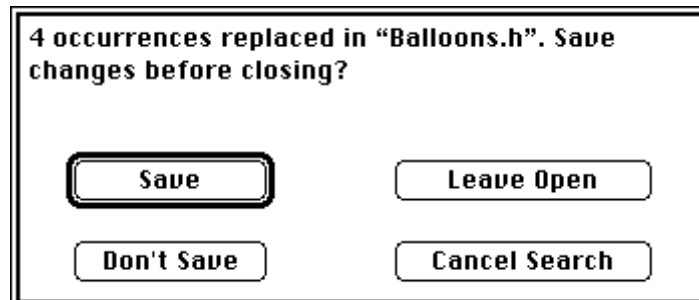 4 occurrences replaced in “Balloons.h”. Save
changes before closing?
Save
Leave Open
Don't Save
Cancel Search